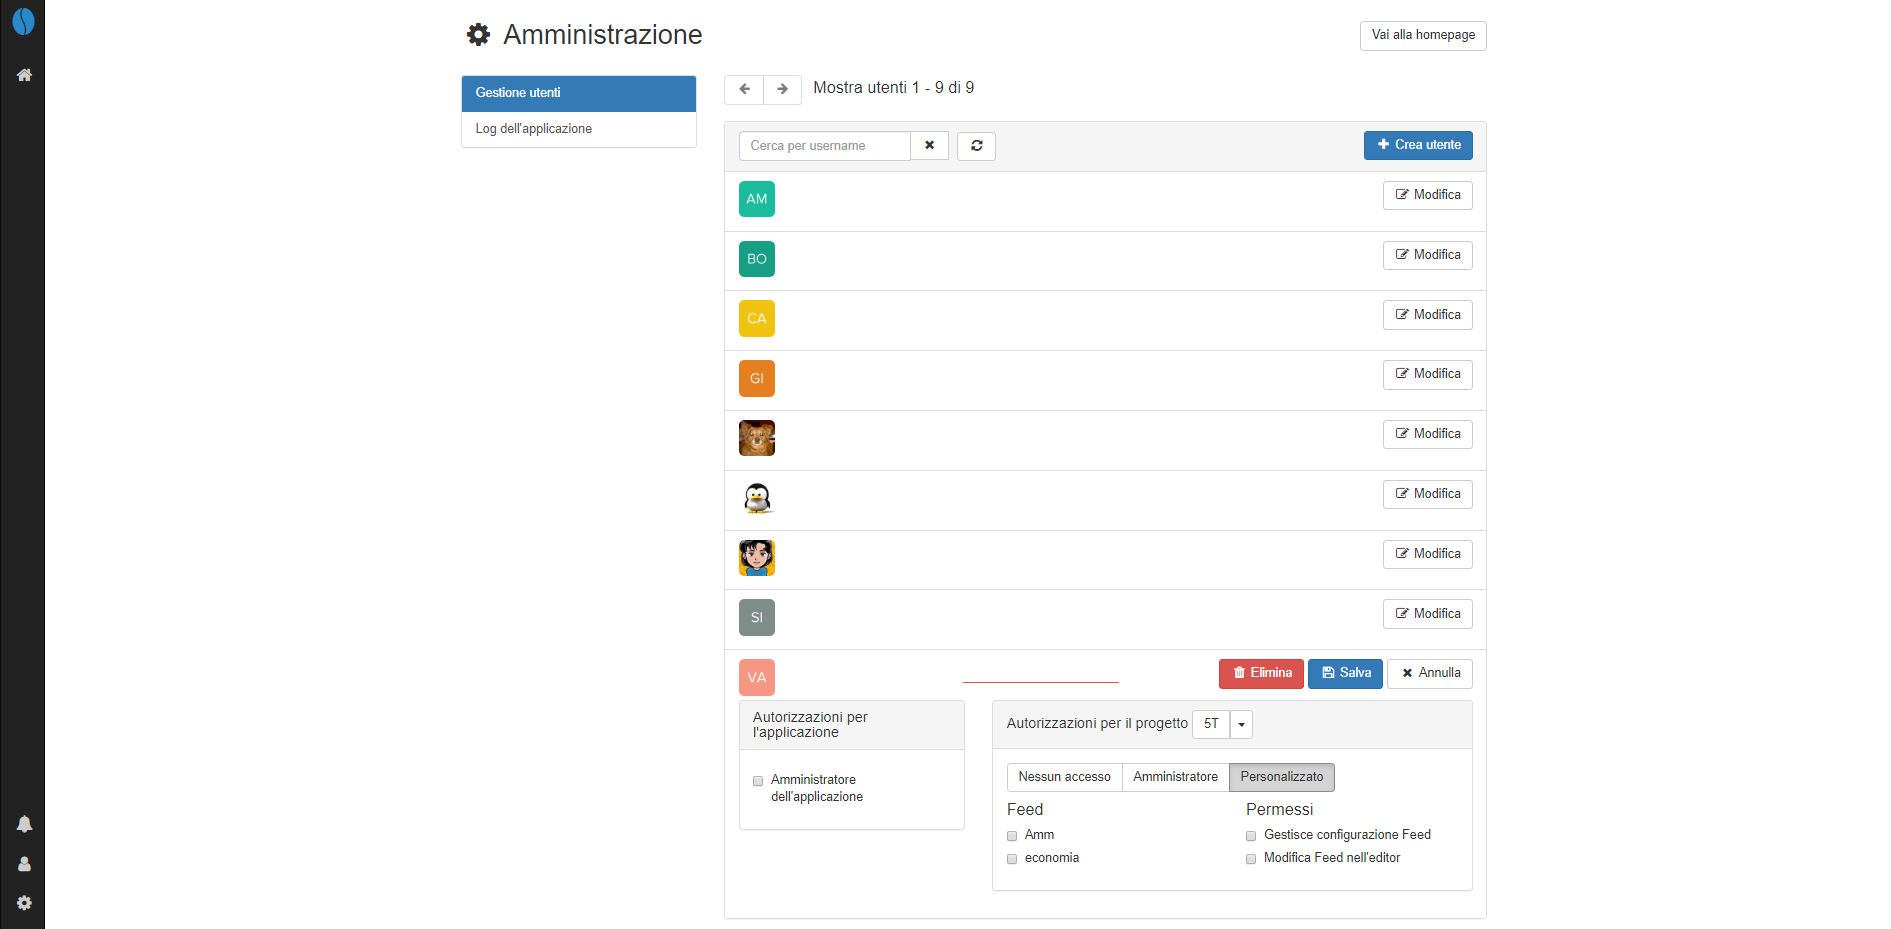 Amministrazione
Vai alla homepage
Gestione utenti
Log dell'applicazione
Mostra utenti 1 - 9 di 9
Cerca per username
Crea utente
AM
Modifica
BO
Modifica
CA
Modifica
GI
Modifica
Modifica
Modifica
Modifica
SI
Modifica
VA
Elimina
Salva
Annulla
Autorizzazioni per
l'applicazione
Amministratore
dell'applicazione
Autorizzazioni per il progetto 5T
Nessun accesso
Amministratore
Personalizzato
Feed
Amm
economia
Permessi
Gestisce configurazione Feed
Modifica Feed nell'editor